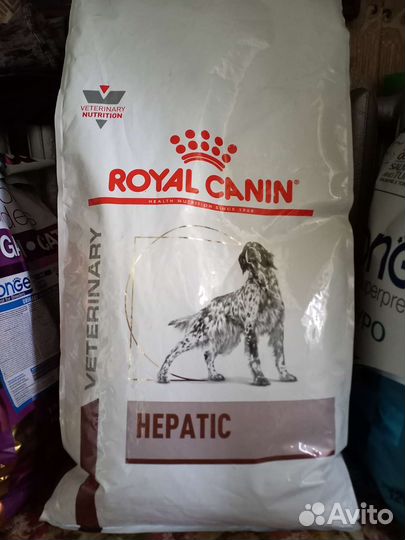 VETERINARY
NUTRITION
ROYAL CANIN
HEALTH NUTRITION SINCE 1968
VETERINARY
HEPATIC
Avito